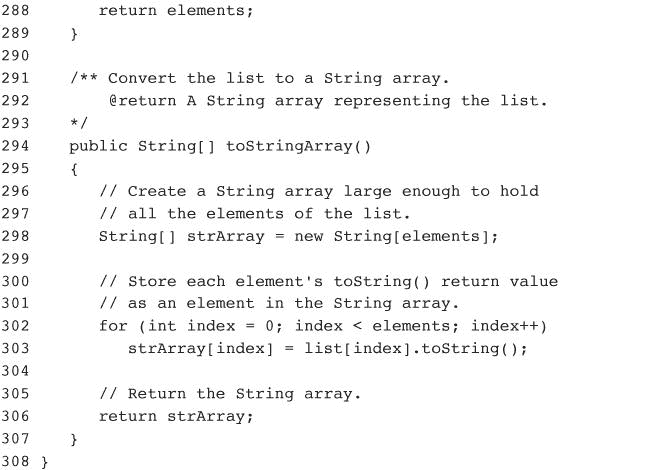 288       return elements;
289    }
290
291    /** Convert the list to a String array.
292        @return A String array representing the list.
293    */
294    public String[] toStringArray()
295    {
296       // Create a String array large enough to hold
297       // all the elements of the list.
298       String[] strArray = new String[elements];
299
300       // Store each element's toString() return value
301       // as an element in the String array.
302       for (int index = 0; index < elements; index++)
303          strArray[index] = list[index].toString();
304
305       // Return the String array.
306       return strArray;
307    }
308 }